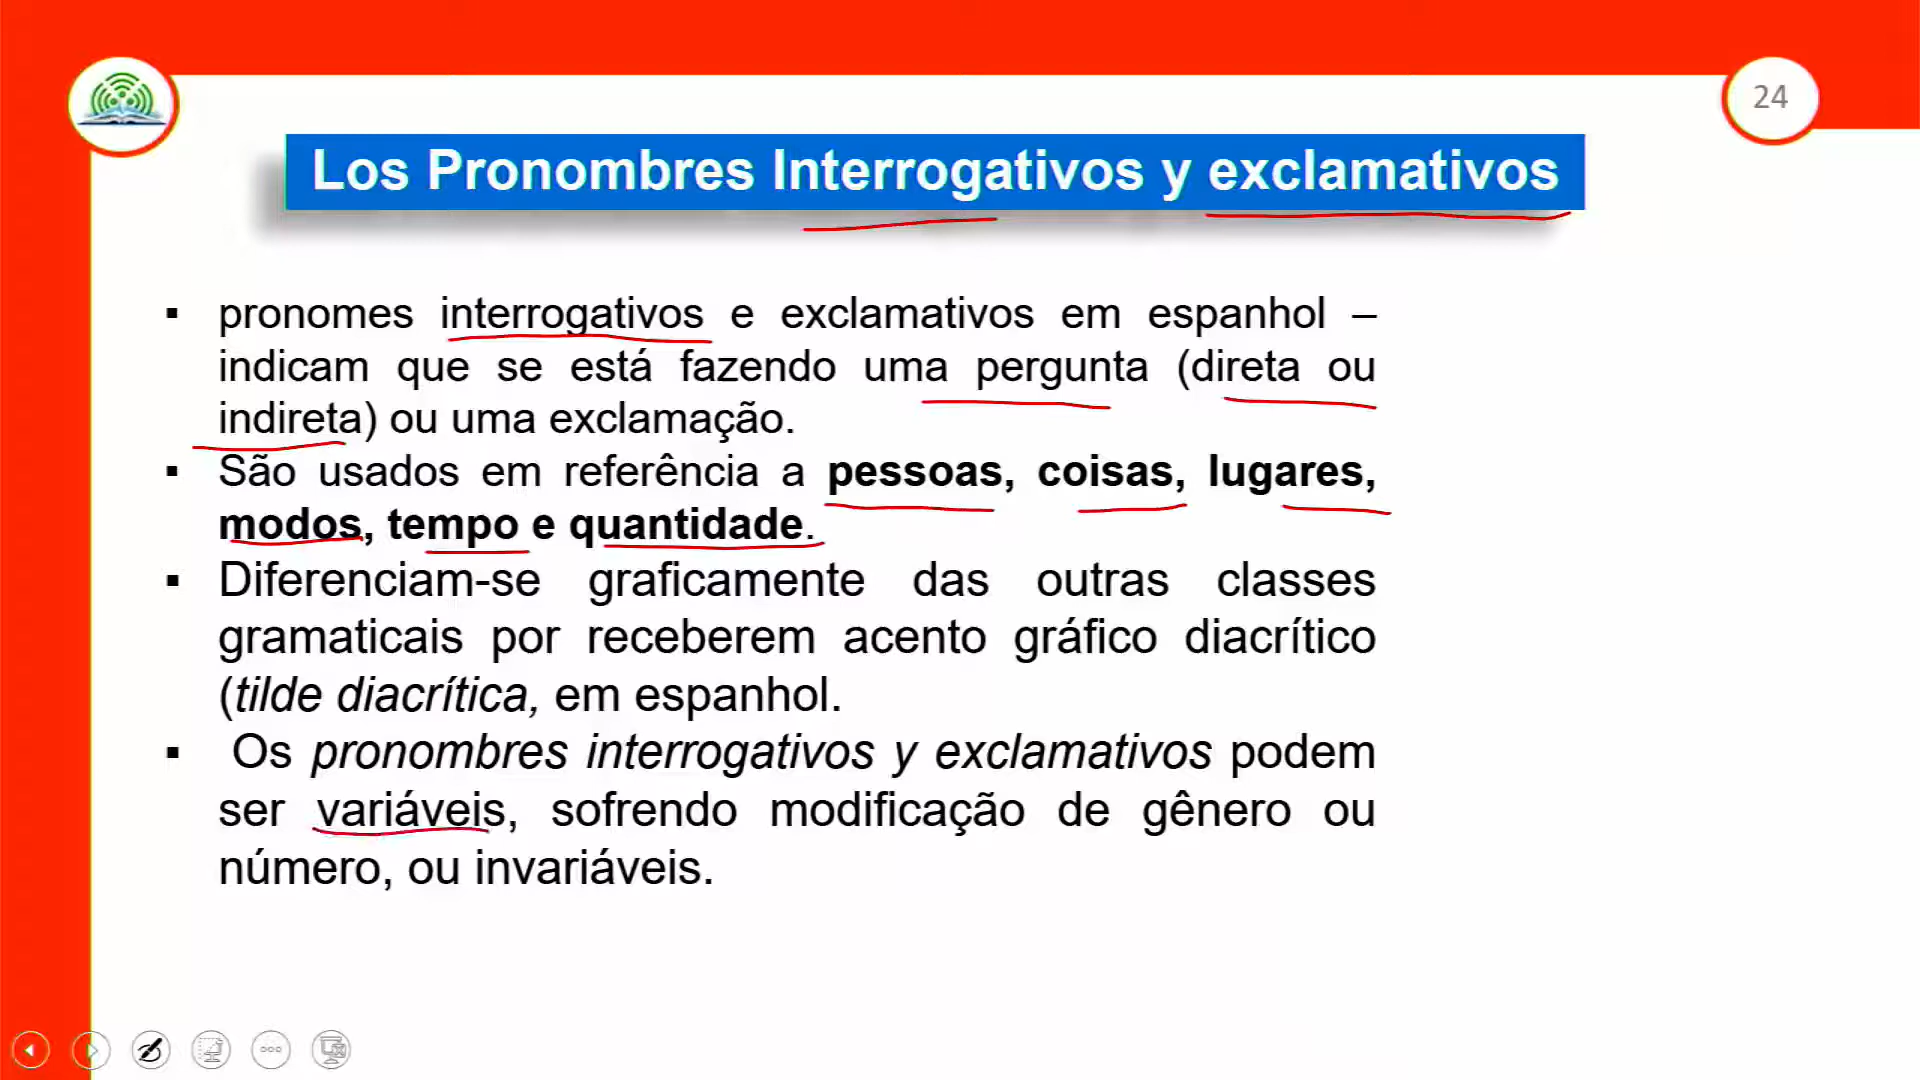 24
Los Pronombres Interrogativos y exclamativos
▪ pronomes interrogativos e exclamativos em espanhol –
indicam que se está fazendo uma pergunta (direta ou
indireta) ou uma exclamação.
▪ São usados em referência a pessoas, coisas, lugares,
modos, tempo e quantidade.
▪ Diferenciam-se graficamente das outras classes
gramaticais por receberem acento gráfico diacrítico
(tilde diacrítica, em espanhol.
▪ Os pronombres interrogativos y exclamativos podem
ser variáveis, sofrendo modificação de gênero ou
número, ou invariáveis.